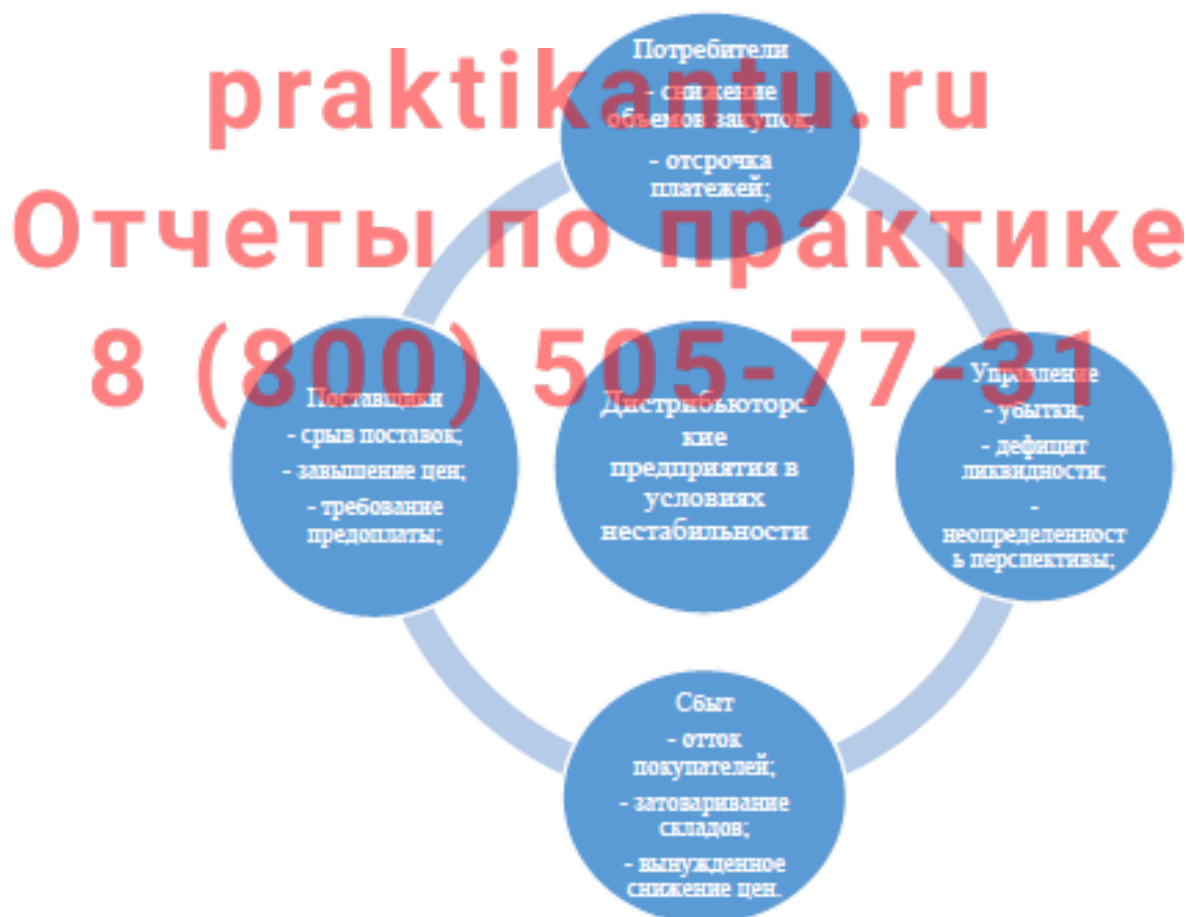 Потребители
- снижение
объемов закупок;
- отсрочка
платежей;
praktikantu.ru
Отчеты по практике
8 (800) 505-77-31
Поставщики
- срыв поставок;
- завышение цен;
- требование
предоплаты;
Дистрибьюторс
кие
предприятия в
условиях
нестабильности
Управление
- убытки;
- дефицит
ликвидности;
-
неопределенност
ь перспективы;
Сбыт
- отток
покупателей;
- затоваривание
складов;
- вынужденное
снижение цен.